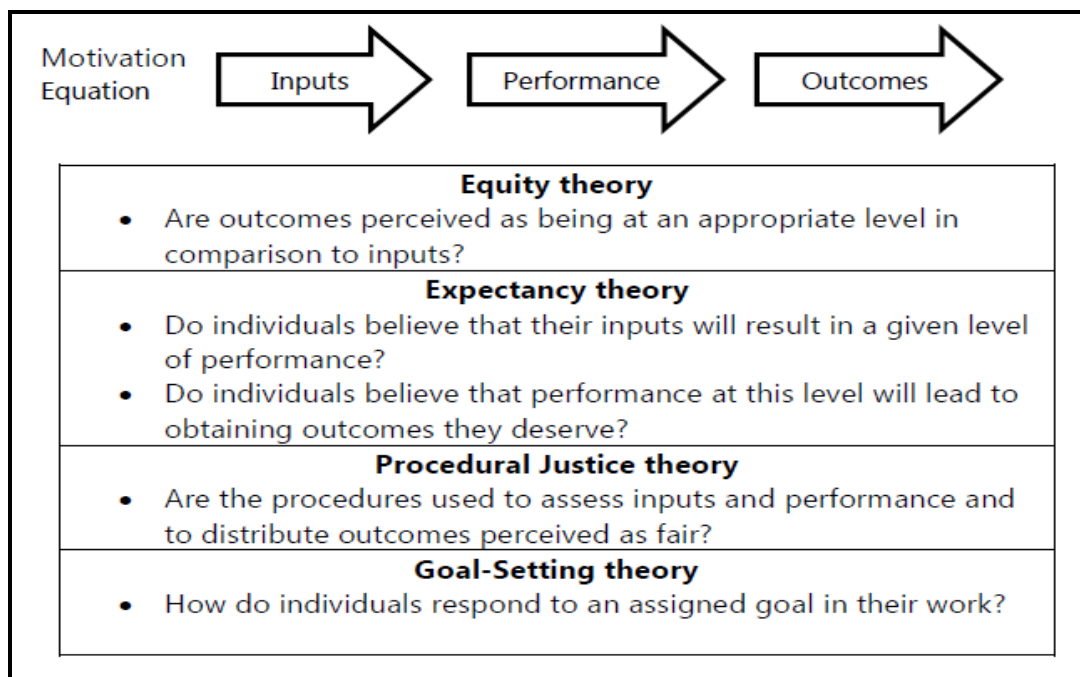 Motivation
Equation
Inputs
Performance
Outcomes
Equity theory
• Are outcomes perceived as being at an appropriate level in
comparison to inputs?
Expectancy theory
• Do individuals believe that their inputs will result in a given level
of performance?
• Do individuals believe that performance at this level will lead to
obtaining outcomes they deserve?
Procedural Justice theory
• Are the procedures used to assess inputs and performance and
to distribute outcomes perceived as fair?
Goal-Setting theory
• How do individuals respond to an assigned goal in their work?